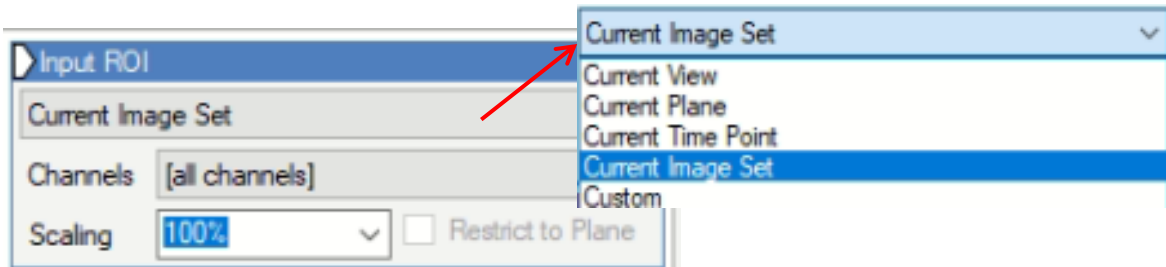 Input ROI
Current Image Set
Channels [all channels]
Scaling 100% Restrict to Plane
Current Image Set
Current View
Current Plane
Current Time Point
Current Image Set
Custom